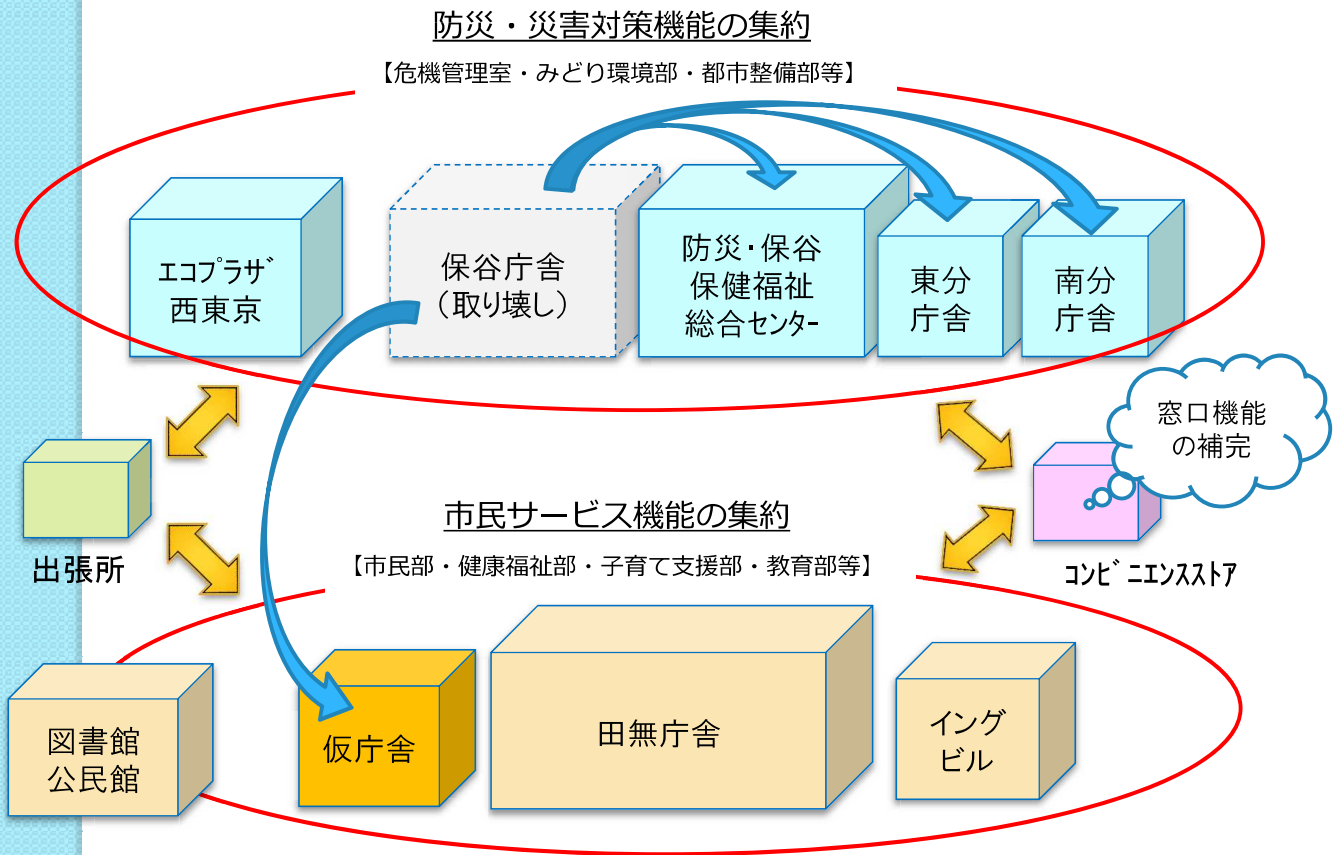 防災・災害対策機能の集約
【危機管理室・みどり環境部・都市整備部等】
エコプラザ
西東京
保谷庁舎
（取り壊し）
防災・保谷
保健福祉
総合センター
東分
庁舎
南分
庁舎
窓口機能
の補完
出張所
コンビニエンスストア
市民サービス機能の集約
【市民部・健康福祉部・子育て支援部・教育部等】
図書館
公民館
仮庁舎
田無庁舎
イング
ビル